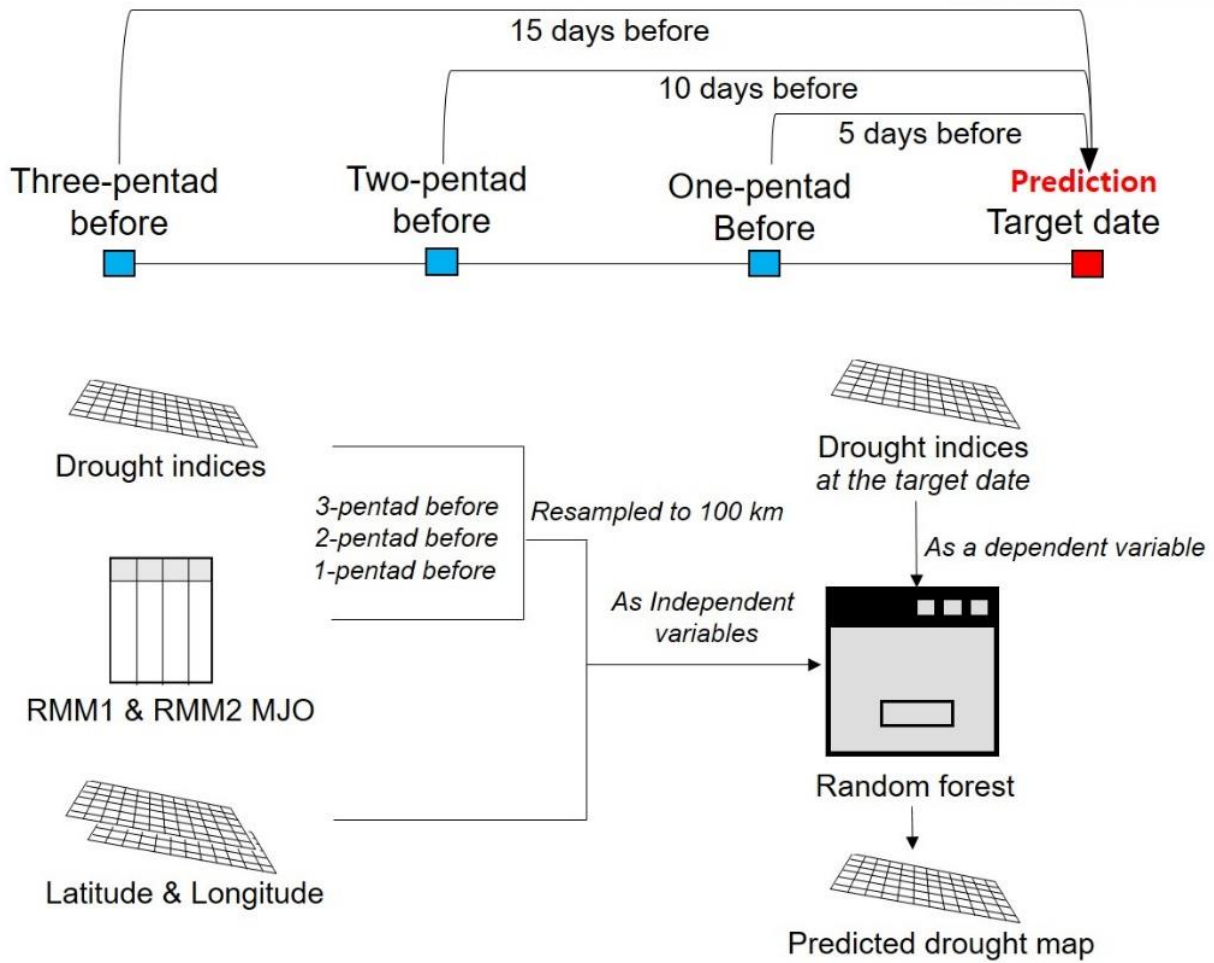 15 days before
10 days before
5 days before
Three-pentad
before
Two-pentad
before
One-pentad
Before
Prediction
Target date
Drought indices
3-pentad before
2-pentad before
1-pentad before
Resampled to 100 km
RMM1 & RMM2 MJO
Latitude & Longitude
As Independent
variables
Drought indices
at the target date
As a dependent variable
Random forest
Predicted drought map